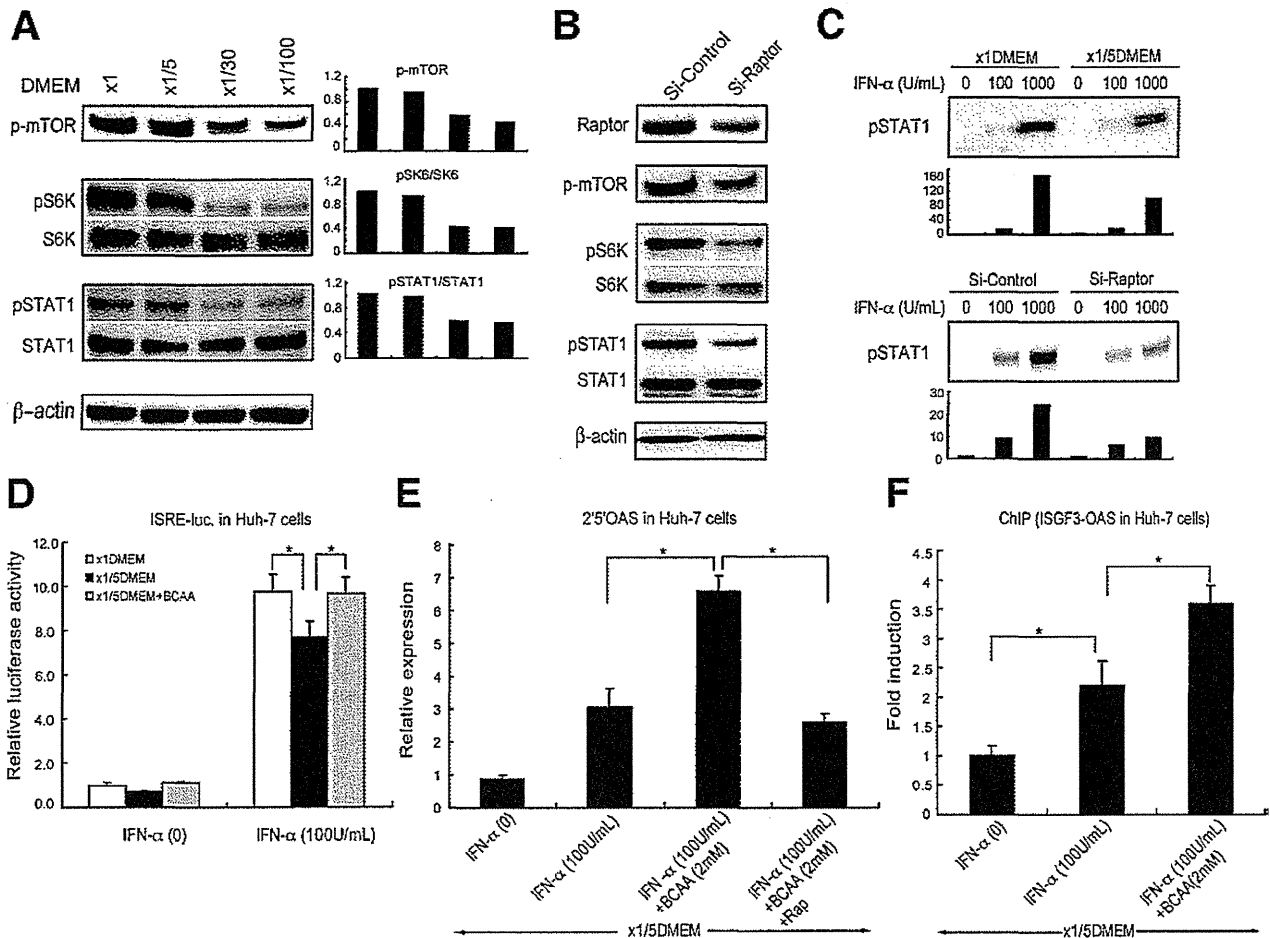 A
DMEM x1 x1/5 x1/30 x1/100
p-mTOR
pS6K
S6K
pSTAT1
STAT1
β-actin
p-mTOR
1.2
0.8
0.4
0
pSK6/SK6
1.2
0.8
0.4
0
pSTAT1/STAT1
1.2
0.8
0.4
0
B
Si-Control Si-Raptor
Raptor
p-mTOR
pS6K
S6K
pSTAT1
STAT1
β-actin
C
x1DMEM x1/5DMEM
IFN-α (U/mL) 0 100 1000 0 100 1000
pSTAT1
160
120
80
40
0
Si-Control Si-Raptor
IFN-α (U/mL) 0 100 1000 0 100 1000
pSTAT1
30
20
10
0
D
ISRE-luc. in Huh-7 cells
Relative luciferase activity
12.0
10.0
8.0
6.0
4.0
2.0
0.0
x1DMEM
x1/5DMEM
x1/5DMEM+BCAA
* *
IFN-α (0) IFN-α (100U/mL)
E
2'5'OAS in Huh-7 cells
Relative expression
8
7
6
5
4
3
2
1
0
* *
IFN-α (0)
IFN-α (100U/mL)
IFN-α (100U/mL)
+BCAA (2mM)
IFN-α (100U/mL)
+BCAA (2mM)
+Rap
x1/5DMEM
F
ChIP (ISGF3-OAS in Huh-7 cells)
Fold induction
4.5
4
3.5
3
2.5
2
1.5
1
0.5
0
* *
IFN-α (0)
IFN-α (100U/mL)
IFN-α (100U/mL)
+BCAA(2mM)
x1/5DMEM